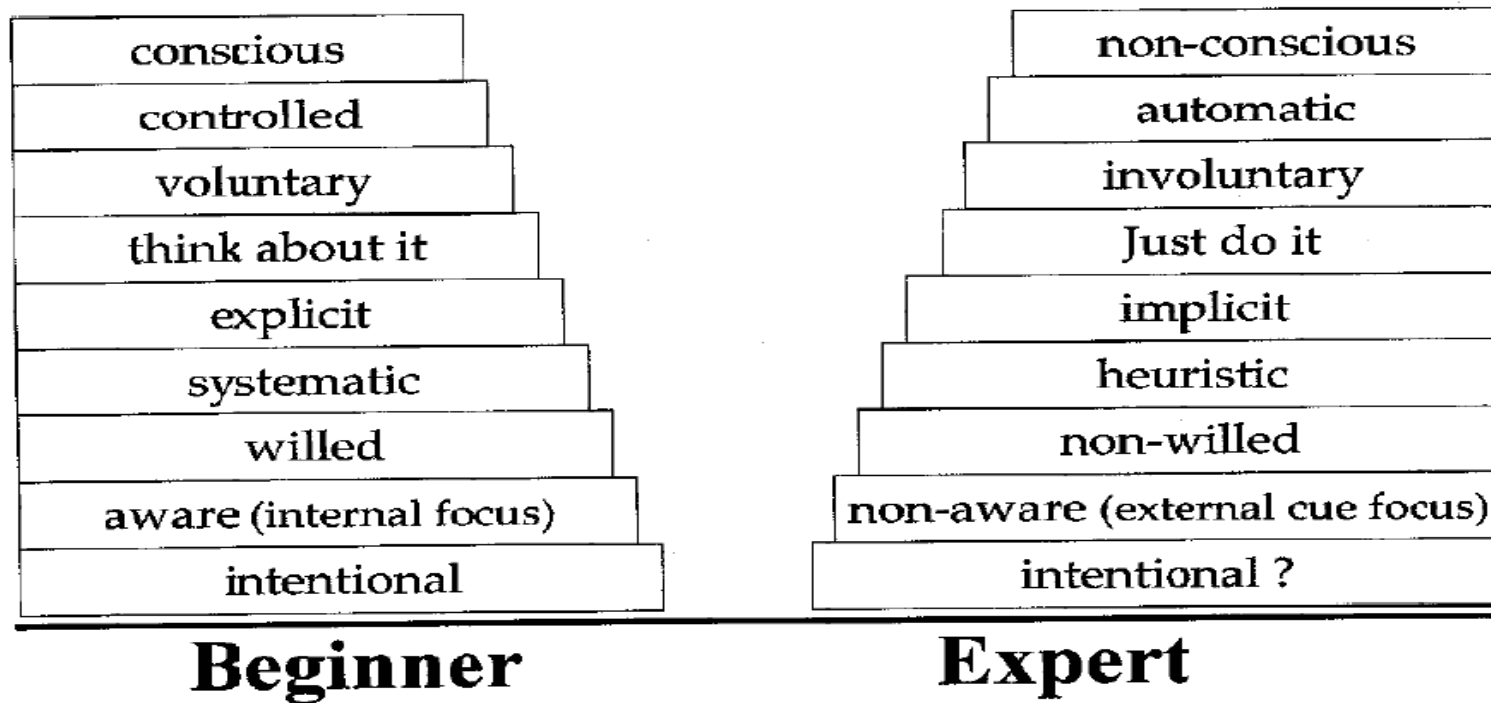 conscious
non-conscious
controlled
automatic
voluntary
involuntary
think about it
Just do it
explicit
implicit
systematic
heuristic
willed
non-willed
aware (internal focus)
non-aware (external cue focus)
intentional
intentional ?
Beginner
Expert